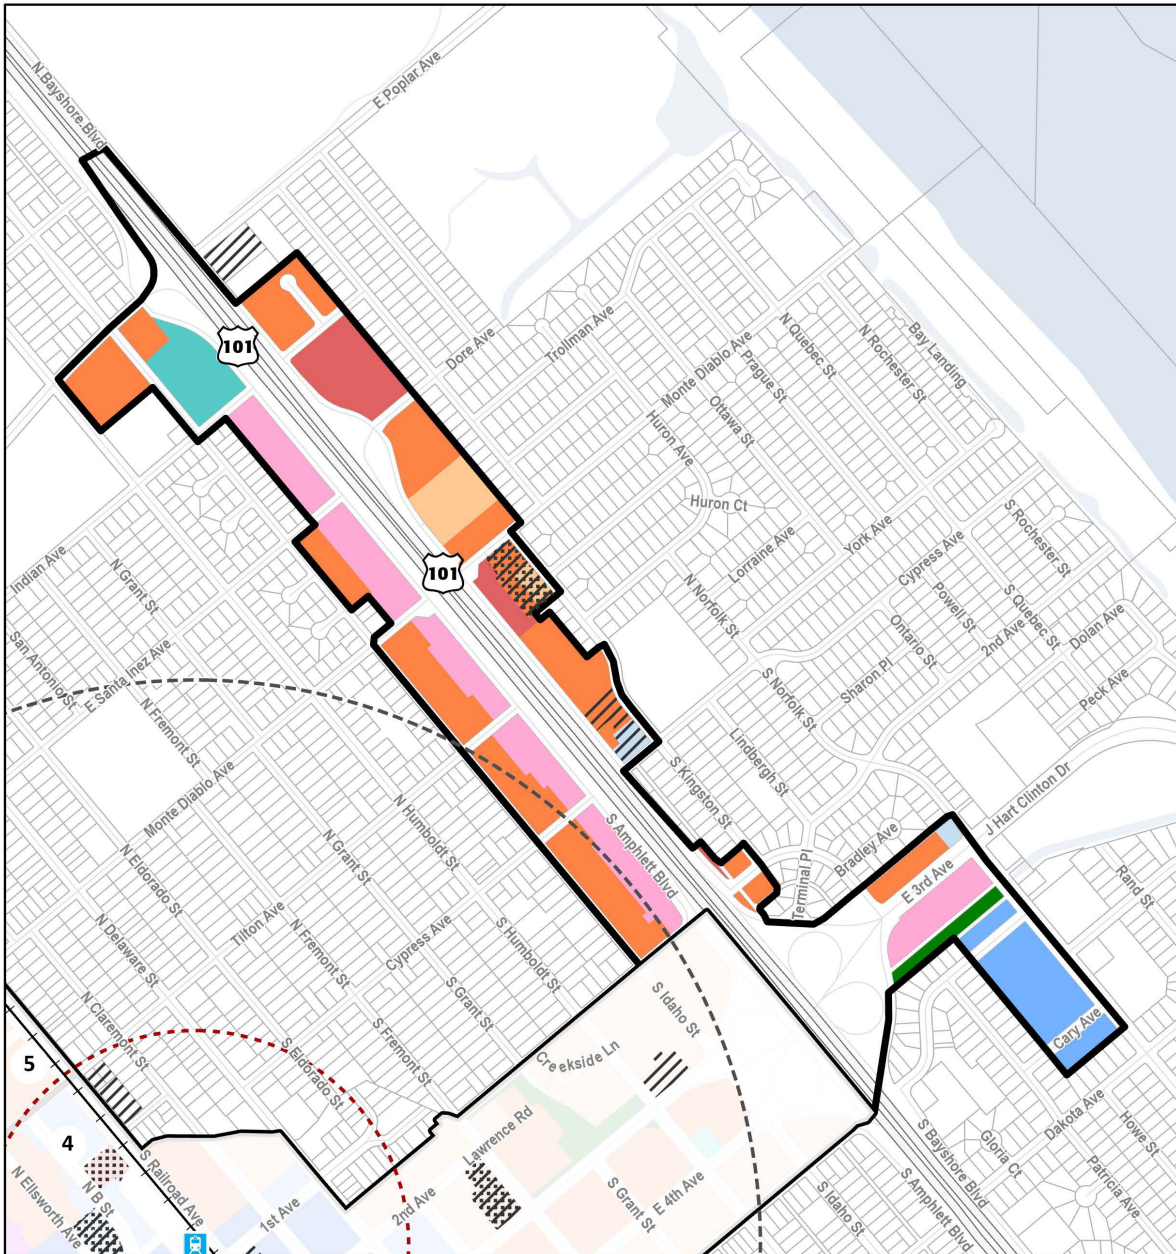 N Bayshore Blvd
E Poplar Ave
101
Dore Ave
Trollman Ave
Monte Diablo Ave
N Quebec St
N Rochester St
Bay Landing
Prague St
Ottawa St
Huron Ave
Huron Ct
S Rochester St
York Ave
Cypress Ave
Lorraine Ave
101
N Norfolk St
Powell St
S Quebec St
2nd Ave
Dolan Ave
Ontario St
Indian Ave
N Grant St
San Antonio St
E Santa Inez Ave
Sharon Pl
Peck Ave
S Norfolk St
N Fremont St
Lindbergh St
S Kingston St
J Hart Clinton Dr
Monte Diablo Ave
N Humboldt St
S Amphlett Blvd
Bradley Ave
E 3rd Ave
Terminal Pl
Rand St
N Grant St
N Eldorado St
Tilton Ave
N Fremont St
Cypress Ave
S Humboldt St
N Delaware St
S Grant St
S Idaho St
N Claremont St
S Fremont St
S Eldorado St
Creekside Ln
Cary Ave
5
4
Lawrence Rd
Dakota Ave
Howe St
S Bayshore Blvd
Gloria Ct
Patricia Ave
S Railroad Ave
N B St
N Ellsworth Ave
1st Ave
2nd Ave
S Grant St
E 4th Ave
S Idaho St
S Amphlett Blvd